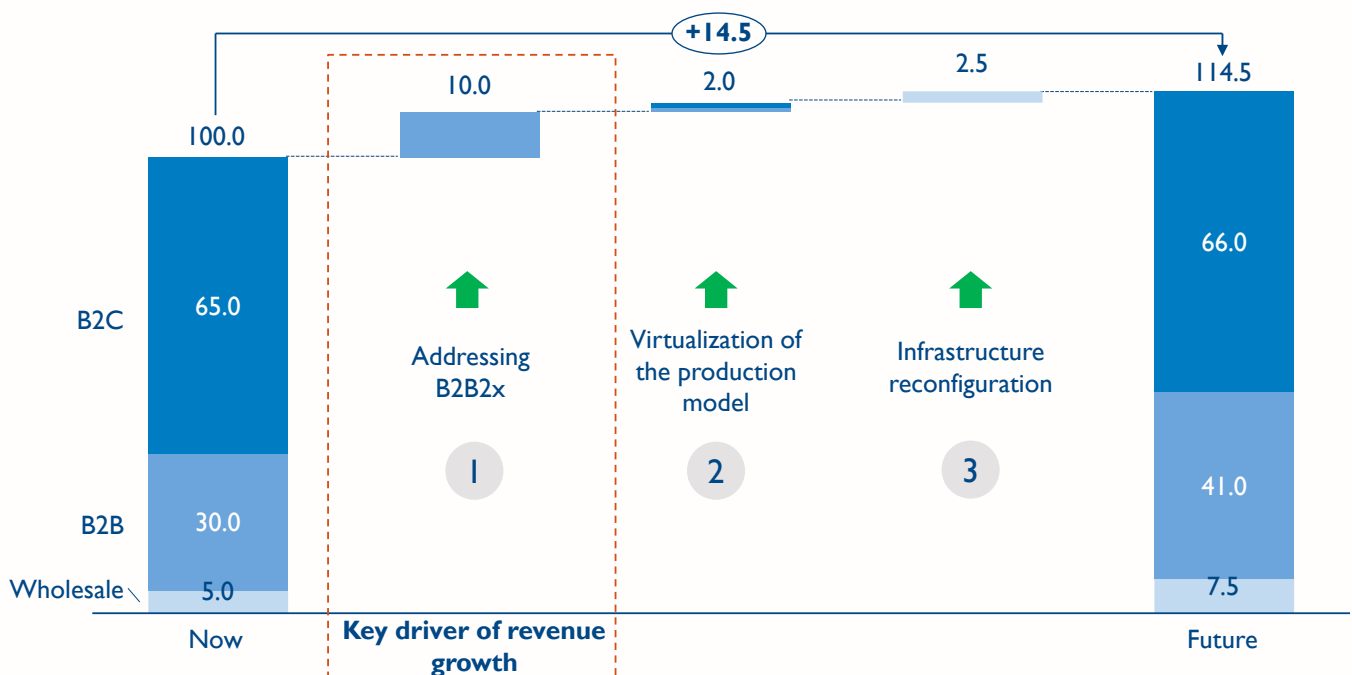 +14.5
10.0
2.0
2.5
114.5
100.0
B2C
65.0
66.0
Addressing
B2B2x
Virtualization of
the production
model
Infrastructure
reconfiguration
1
2
3
B2B
30.0
41.0
Wholesale
5.0
7.5
Now
Key driver of revenue
growth
Future